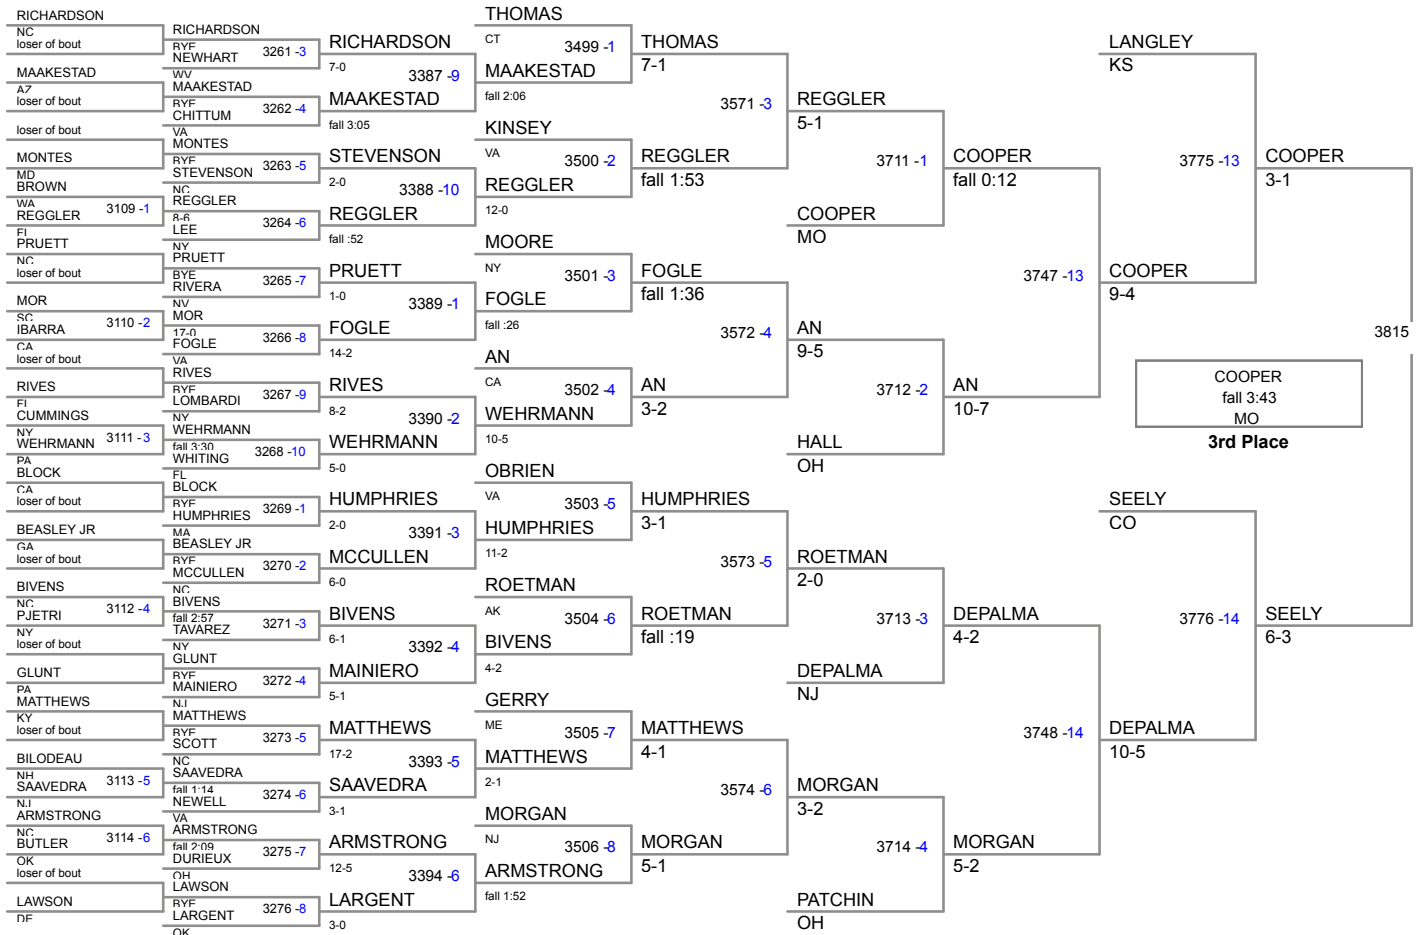 RICHARDSON
NC
loser of bout
MAAKESTAD
AZ
loser of bout
loser of bout
MONTES
MD
BROWN
WA
3109 -1
REGGLER
FL
PRUETT
NC
loser of bout
MOR
SC
3110 -2
IBARRA
CA
loser of bout
RIVES
FL
CUMMINGS
NY
3111 -3
WEHRMANN
PA
BLOCK
CA
loser of bout
BEASLEY JR
GA
loser of bout
BIVENS
NC
3112 -4
PJETRI
NY
loser of bout
GLUNT
PA
MATTHEWS
KY
loser of bout
BILODEAU
NH
3113 -5
SAAVEDRA
NJ
ARMSTRONG
NC
3114 -6
BUTLER
OK
loser of bout
LAWSON
DE
RICHARDSON
BYE
3261 -3
NEWHART
WV
MAAKESTAD
BYE
3262 -4
CHITTUM
VA
MONTES
BYE
3263 -5
STEVENSON
NC
REGGLER
8-6
3264 -6
LEE
NY
PRUETT
BYE
3265 -7
RIVERA
NV
MOR
17-0
3266 -8
FOGLE
VA
RIVES
BYE
3267 -9
LOMBARDI
NY
WEHRMANN
fall 3:30
3268 -10
WHITING
FL
BLOCK
BYE
3269 -1
HUMPHRIES
MA
BEASLEY JR
BYE
3270 -2
MCCULLEN
NC
BIVENS
fall 2:57
3271 -3
TAVAREZ
NY
GLUNT
BYE
3272 -4
MAINIERO
NJ
MATTHEWS
BYE
3273 -5
SCOTT
NC
SAAVEDRA
fall 1:14
3274 -6
NEWELL
VA
ARMSTRONG
fall 2:09
3275 -7
DURIEUX
OH
LAWSON
BYE
3276 -8
LARGENT
OK
RICHARDSON
7-0
3387 -9
MAAKESTAD
fall 3:05
STEVENSON
2-0
3388 -10
REGGLER
fall :52
PRUETT
1-0
3389 -1
FOGLE
14-2
RIVES
8-2
3390 -2
WEHRMANN
5-0
HUMPHRIES
2-0
3391 -3
MCCULLEN
6-0
BIVENS
6-1
3392 -4
MAINIERO
5-1
MATTHEWS
17-2
3393 -5
SAAVEDRA
3-1
ARMSTRONG
12-5
3394 -6
LARGENT
3-0
THOMAS
CT
3499 -1
MAAKESTAD
fall 2:06
KINSEY
VA
3500 -2
REGGLER
12-0
MOORE
NY
3501 -3
FOGLE
fall :26
AN
CA
3502 -4
WEHRMANN
10-5
OBRIEN
VA
3503 -5
HUMPHRIES
11-2
ROETMAN
AK
3504 -6
BIVENS
4-2
GERRY
ME
3505 -7
MATTHEWS
2-1
MORGAN
NJ
3506 -8
ARMSTRONG
fall 1:52
THOMAS
7-1
3571 -3
REGGLER
fall 1:53
FOGLE
fall 1:36
3572 -4
AN
3-2
HUMPHRIES
3-1
3573 -5
ROETMAN
fall :19
MATTHEWS
4-1
3574 -6
MORGAN
5-1
REGGLER
5-1
3711 -1
COOPER
MO
AN
9-5
3712 -2
HALL
OH
ROETMAN
2-0
3713 -3
DEPALMA
NJ
MORGAN
3-2
3714 -4
PATCHIN
OH
COOPER
fall 0:12
3747 -13
AN
10-7
DEPALMA
4-2
3748 -14
MORGAN
5-2
LANGLEY
KS
3775 -13
COOPER
9-4
SEELY
CO
3776 -14
DEPALMA
10-5
COOPER
3-1
3815
SEELY
6-3
COOPER
fall 3:43
MO
3rd Place